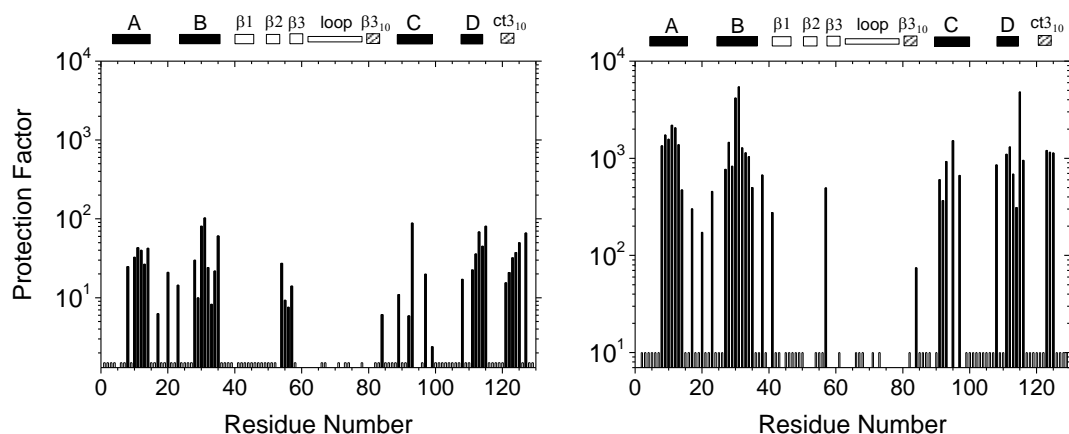 A B β1 β2 β3 loop β3₁₀ C D ct3₁₀
10⁴
10³
10²
10¹
Protection Factor
0 20 40 60 80 100 120
Residue Number
A B β1 β2 β3 loop β3₁₀ C D ct3₁₀
10⁴
10³
10²
10¹
0 20 40 60 80 100 120
Residue Number